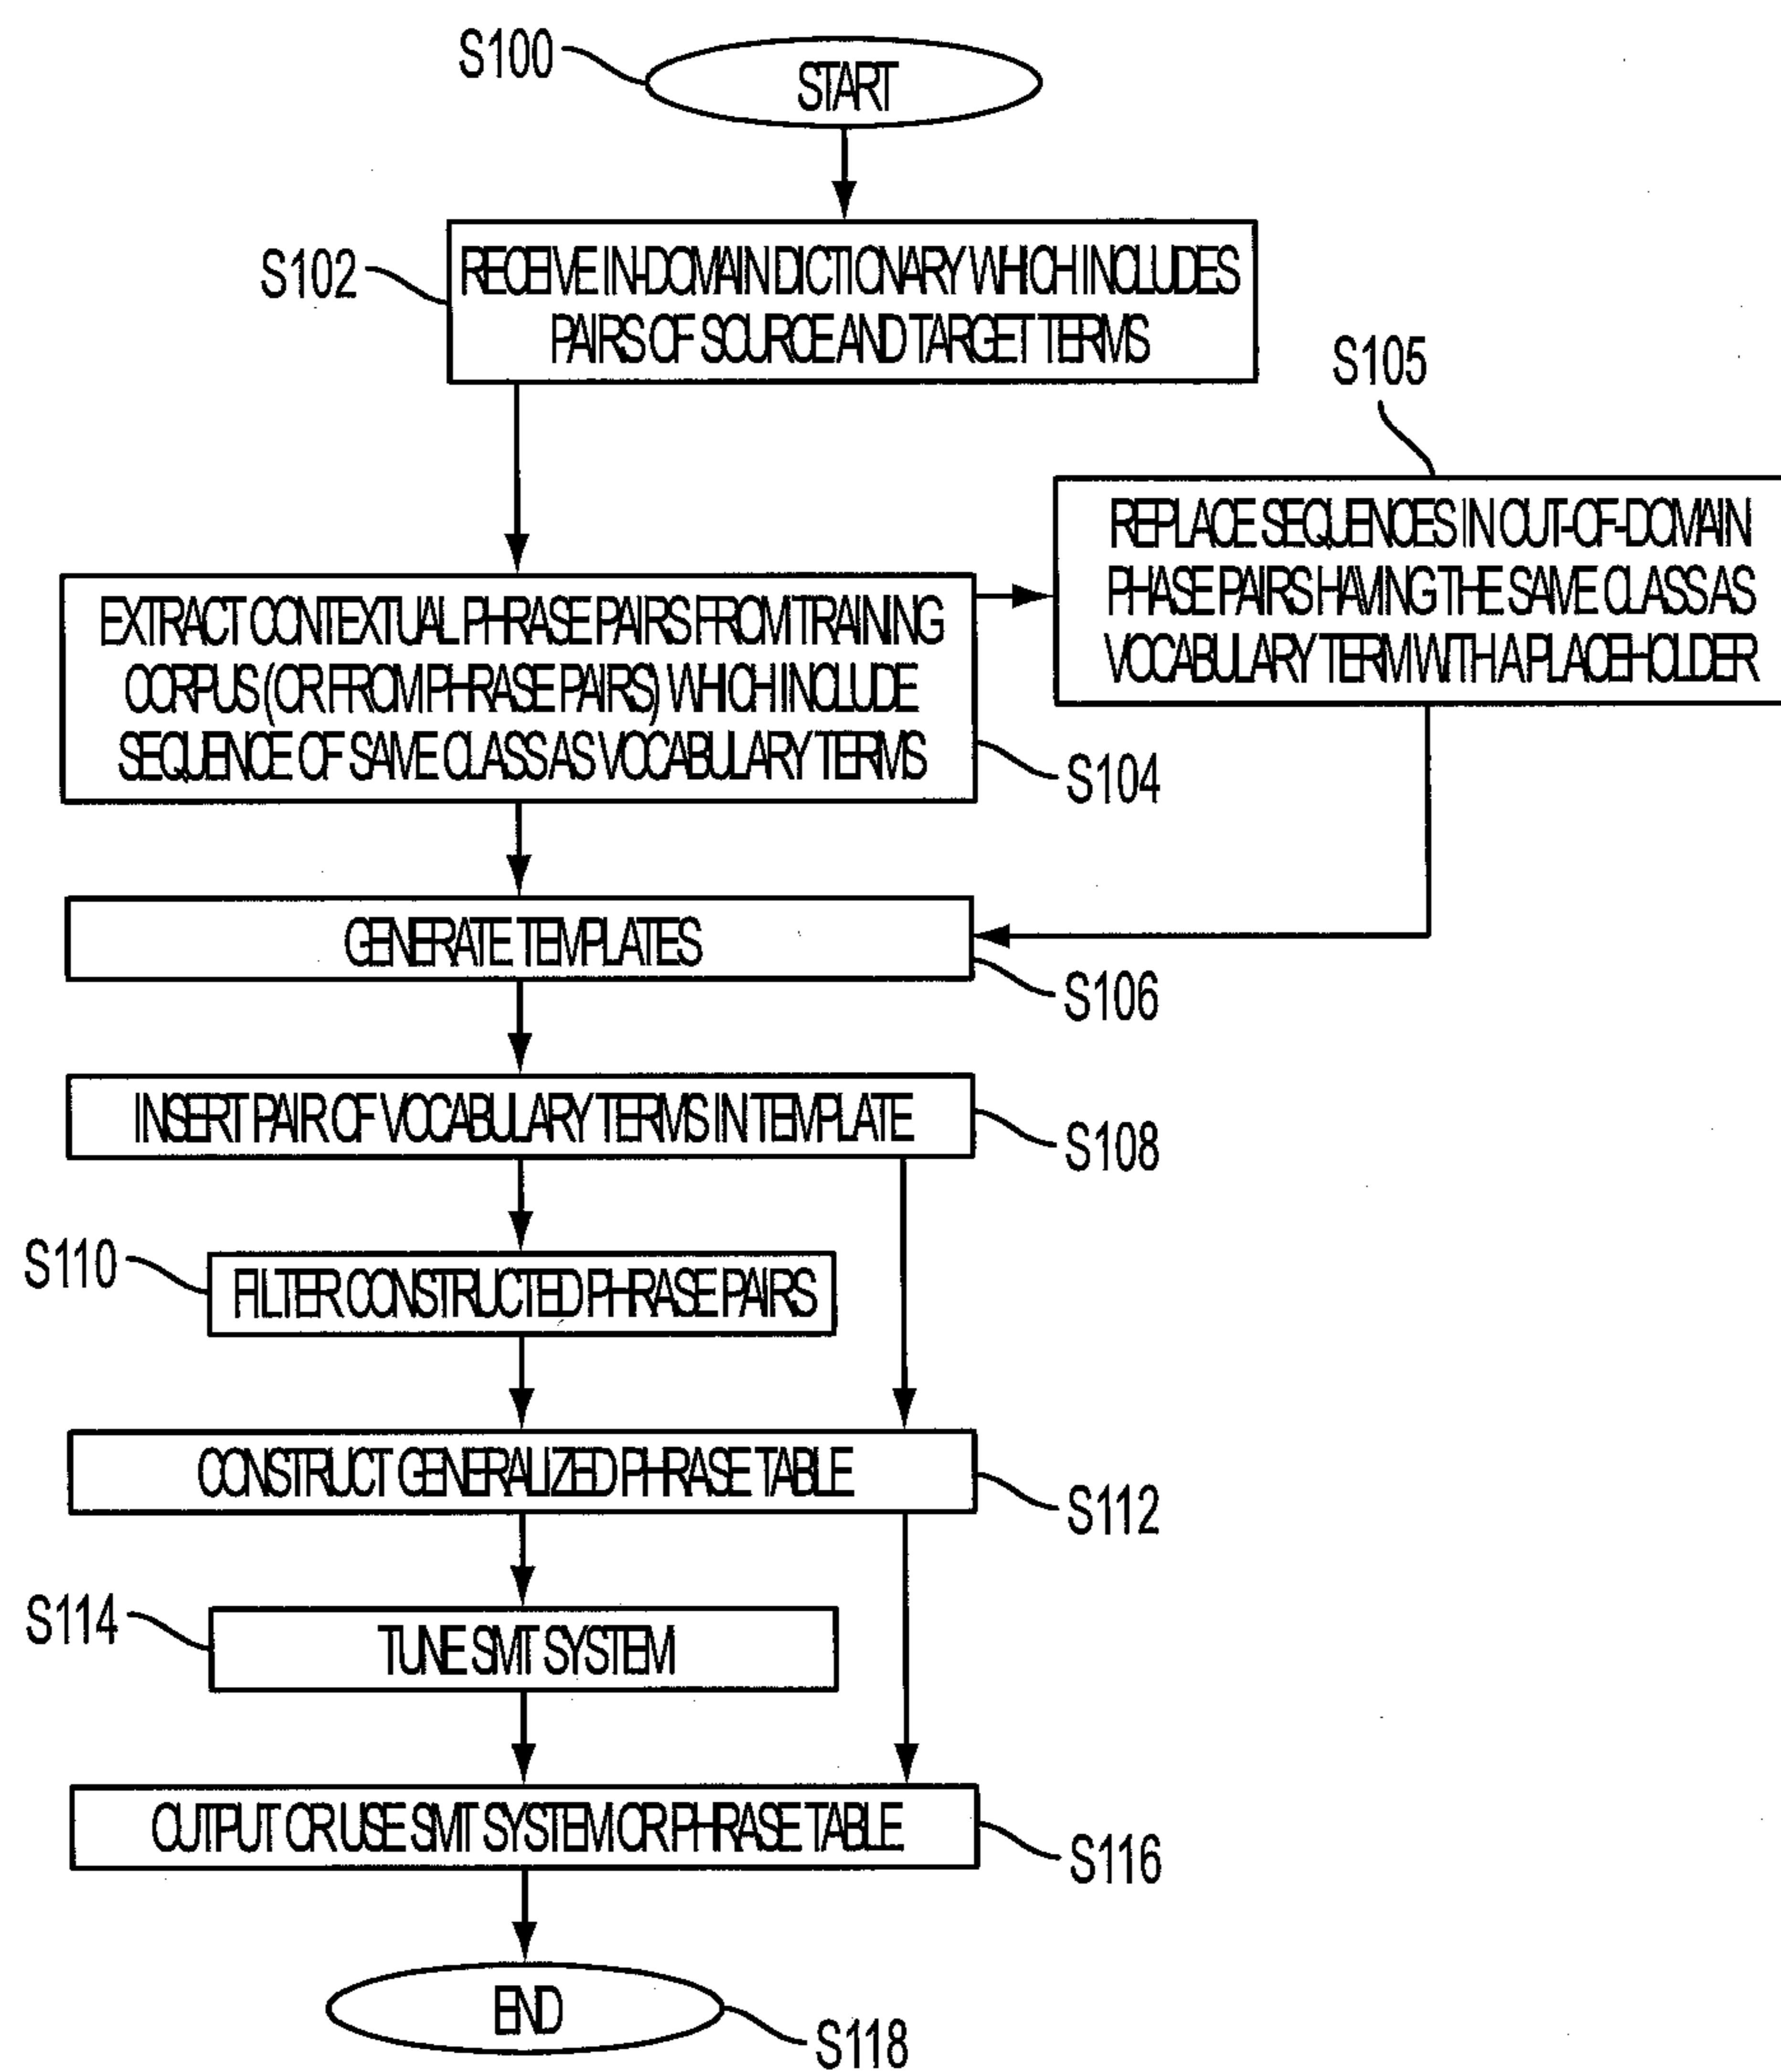 S100
START
S102
RECEIVE IN-DOMAIN DICTIONARY WHICH INCLUDES
PAIRS OF SOURCE AND TARGET TERMS
S105
REPLACE SEQUENCES IN OUT-OF-DOMAIN
PHASE PAIRS HAVING THE SAME CLASS AS
VOCABULARY TERM WITH A PLACEHOLDER
EXTRACT CONTEXTUAL PHRASE PAIRS FROM TRAINING
CORPUS (OR FROM PHRASE PAIRS) WHICH INCLUDE
SEQUENCE OF SAME CLASS AS VOCABULARY TERMS
S104
GENERATE TEMPLATES
S106
INSERT PAIR OF VOCABULARY TERMS IN TEMPLATE
S108
S110
FILTER CONSTRUCTED PHRASE PAIRS
CONSTRUCT GENERALIZED PHRASE TABLE
S112
S114
TUNE SMT SYSTEM
OUTPUT OR USE SMT SYSTEM OR PHRASE TABLE
S116
END
S118